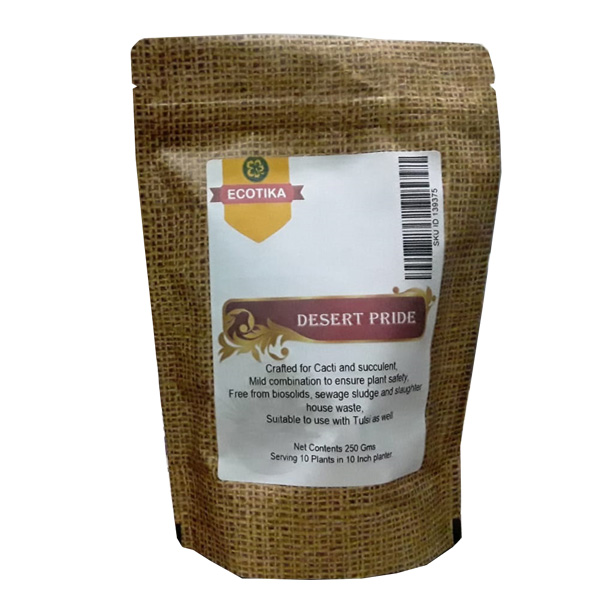 ECOTIKA
SKU ID 139375
DESERT PRIDE
Crafted for Cacti and succulent,
Mild combination to ensure plant safety,
Free from biosolids, sewage sludge and slaughter
house waste,
Suitable to use with Tulsi as well
Net Contents 250 Gms
Serving 10 Plants in 10 Inch planter